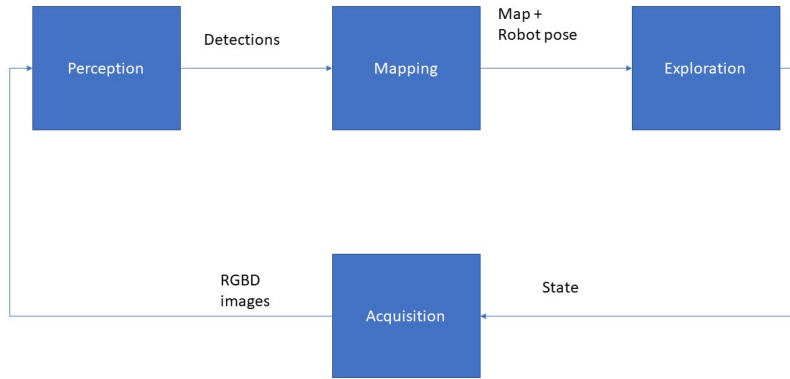 Perception
Detections
Mapping
Map +
Robot pose
Exploration
RGBD
images
Acquisition
State